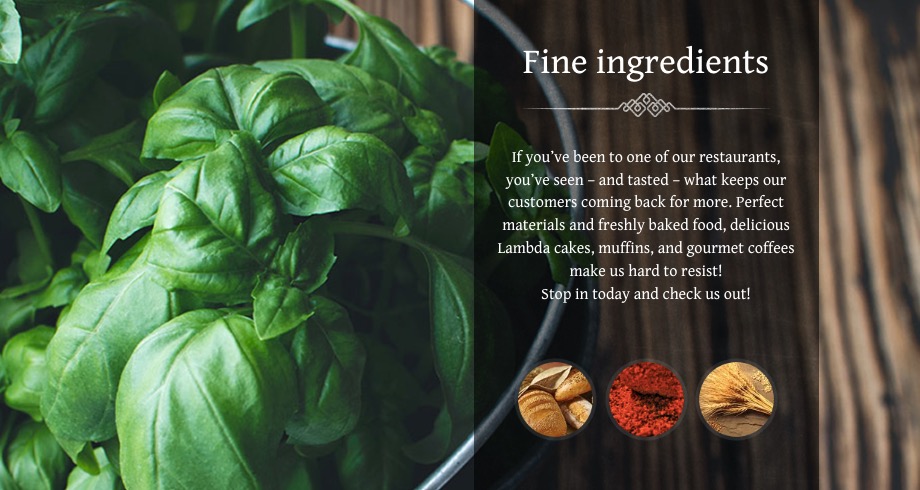 Fine ingredients
If you’ve been to one of our restaurants,
you’ve seen – and tasted – what keeps our
customers coming back for more. Perfect
materials and freshly baked food, delicious
Lambda cakes, muffins, and gourmet coffees
make us hard to resist!
Stop in today and check us out!